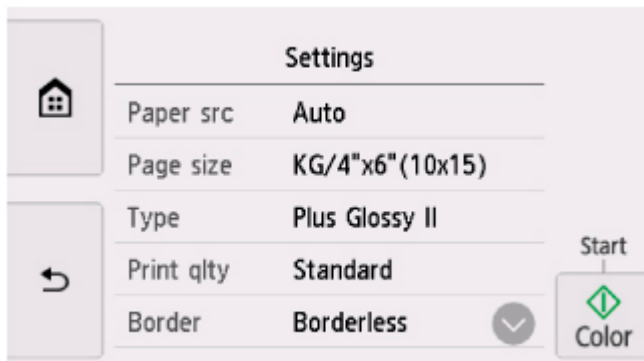 Settings
Paper src Auto
Page size KG/4"x6"(10x15)
Type Plus Glossy II
Print qlty Standard
Border Borderless
Start
Color